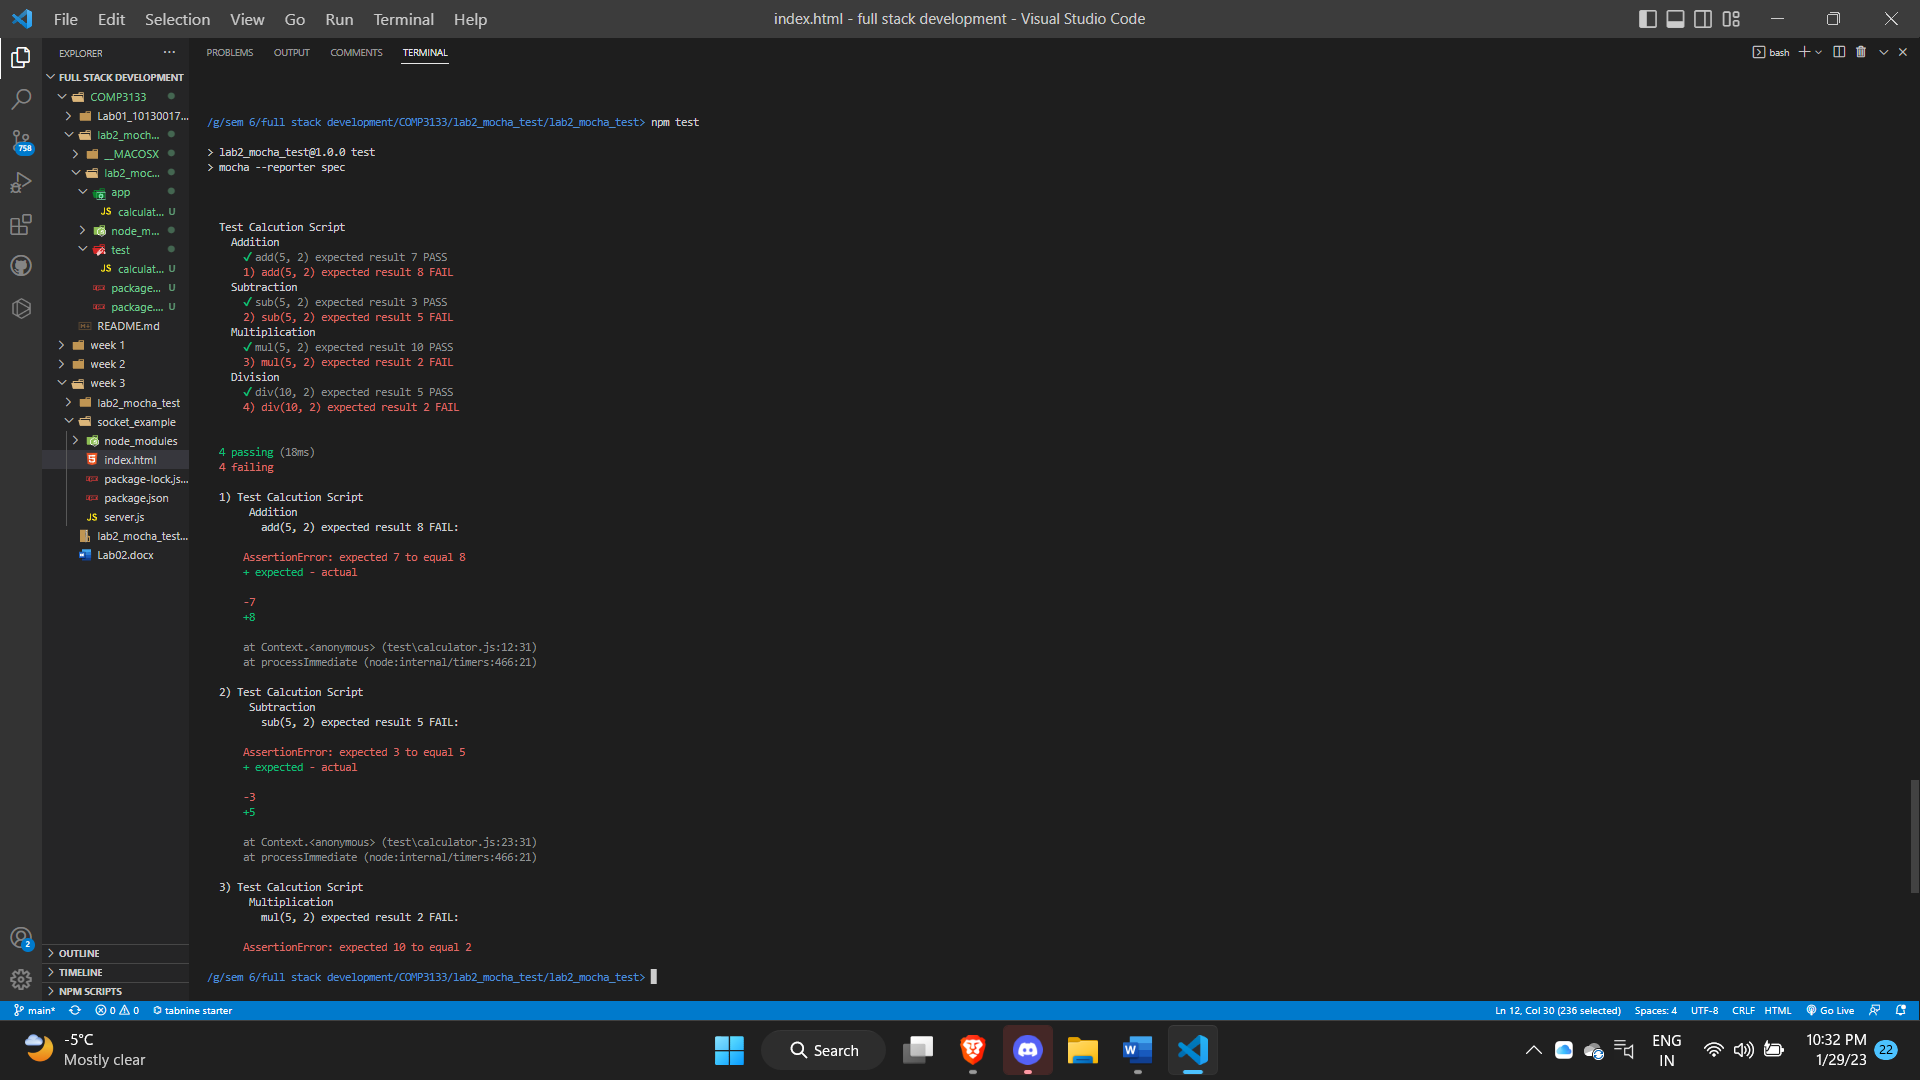 File Edit Selection View Go Run Terminal Help
index.html - full stack development - Visual Studio Code
EXPLORER
FULL STACK DEVELOPMENT
COMP3133
Lab01_10130017...
lab2_moch...
__MACOSX
lab2_moc...
app
JS calculat... U
node_m...
test
JS calculat... U
package... U
package.... U
README.md
week 1
week 2
week 3
lab2_mocha_test
socket_example
node_modules
index.html
package-lock.js...
package.json
JS server.js
lab2_mocha_test...
Lab02.docx
OUTLINE
TIMELINE
NPM SCRIPTS
758
2
PROBLEMS OUTPUT COMMENTS TERMINAL
bash
/g/sem 6/full stack development/COMP3133/lab2_mocha_test/lab2_mocha_test> npm test
> lab2_mocha_test@1.0.0 test
> mocha --reporter spec
Test Calcution Script
Addition
✓ add(5, 2) expected result 7 PASS
1) add(5, 2) expected result 8 FAIL
Subtraction
✓ sub(5, 2) expected result 3 PASS
2) sub(5, 2) expected result 5 FAIL
Multiplication
✓ mul(5, 2) expected result 10 PASS
3) mul(5, 2) expected result 2 FAIL
Division
✓ div(10, 2) expected result 5 PASS
4) div(10, 2) expected result 2 FAIL
4 passing (18ms)
4 failing
1) Test Calcution Script
Addition
add(5, 2) expected result 8 FAIL:
AssertionError: expected 7 to equal 8
+ expected - actual
-7
+8
at Context.<anonymous> (test\calculator.js:12:31)
at processImmediate (node:internal/timers:466:21)
2) Test Calcution Script
Subtraction
sub(5, 2) expected result 5 FAIL:
AssertionError: expected 3 to equal 5
+ expected - actual
-3
+5
at Context.<anonymous> (test\calculator.js:23:31)
at processImmediate (node:internal/timers:466:21)
3) Test Calcution Script
Multiplication
mul(5, 2) expected result 2 FAIL:
AssertionError: expected 10 to equal 2
/g/sem 6/full stack development/COMP3133/lab2_mocha_test/lab2_mocha_test>
main* 0 0 tabnine starter
Ln 12, Col 30 (236 selected) Spaces: 4 UTF-8 CRLF HTML Go Live
-5°C
Mostly clear
Search
ENG
IN
10:32 PM
1/29/23
22